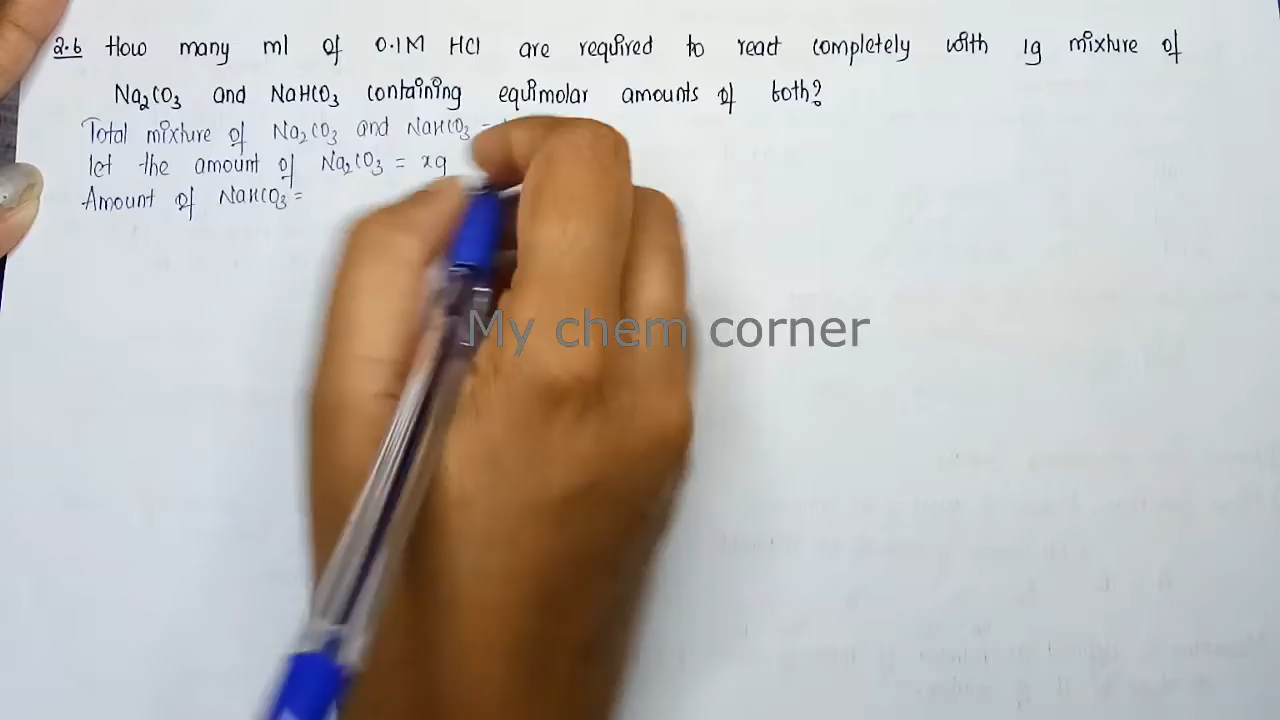 2.6 How many ml of 0.1M HCl are required to react completely with 1g mixture of
Na2CO3 and NaHCO3 containing equimolar amounts of both?
Total mixture of Na2CO3 and NaHCO3 =
let the amount of Na2CO3 = xg
Amount of NaHCO3 =
My chem corner